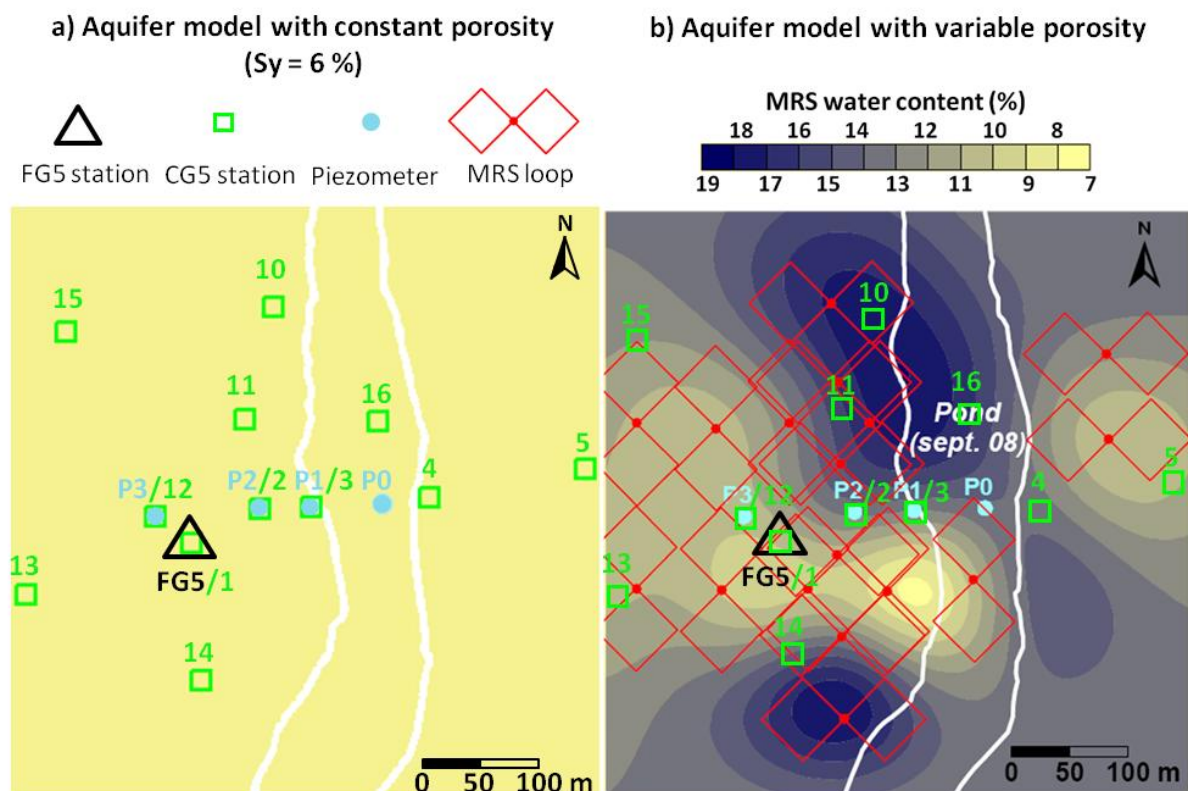 a) Aquifer model with constant porosity
(Sy = 6 %)
FG5 station
CG5 station
Piezometer
MRS loop
N
15
10
11
16
5
4
P3/12
P2/2
P1/3
P0
FG5/1
13
14
0 50 100 m
b) Aquifer model with variable porosity
MRS water content (%)
18 16 14 12 10 8
19 17 15 13 11 9 7
N
10
15
11
16
Pond
(sept. 08)
5
4
P3/12
P2/2
P1/3
P0
FG5/1
13
14
0 50 100 m